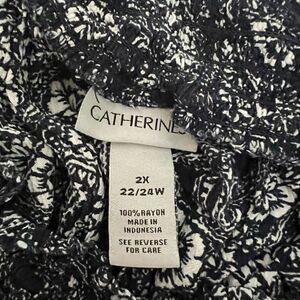 CATHERINES
2X
22/24W
100% RAYON
MADE IN
INDONESIA
SEE REVERSE
FOR CARE